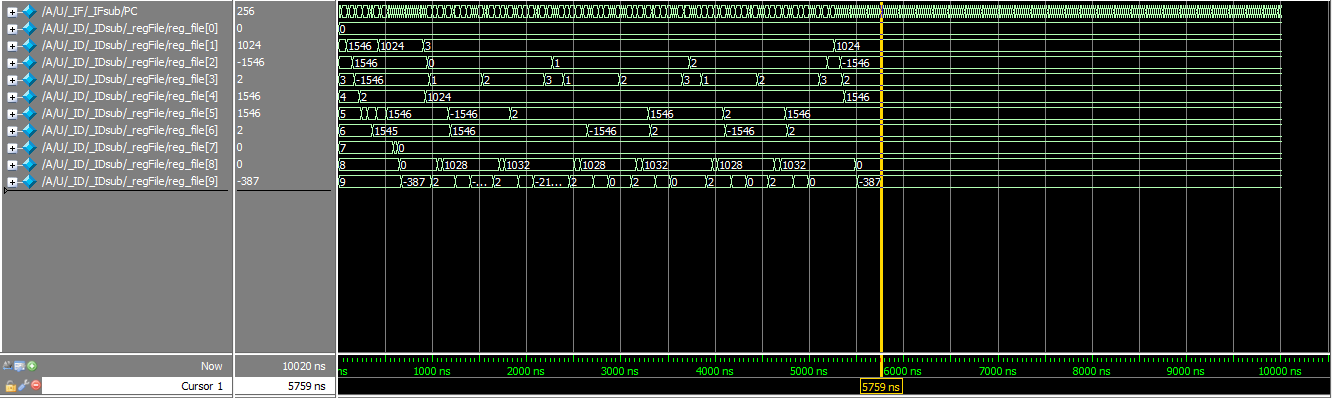 /A/U/_IF/_IFsub/PC 256
/A/U/_ID/_IDsub/_regFile/reg_file[0] 0 0
/A/U/_ID/_IDsub/_regFile/reg_file[1] 1024 1546 1024 3 1024
/A/U/_ID/_IDsub/_regFile/reg_file[2] -1546 1546 0 1 2 -1546
/A/U/_ID/_IDsub/_regFile/reg_file[3] 2 3 -1546 1 2 3 1 2 3 1 2 3 2
/A/U/_ID/_IDsub/_regFile/reg_file[4] 1546 4 2 1024 1546
/A/U/_ID/_IDsub/_regFile/reg_file[5] 1546 5 1546 -1546 2 1546 2 1546
/A/U/_ID/_IDsub/_regFile/reg_file[6] 2 6 1545 1546 -1546 2 -1546 2
/A/U/_ID/_IDsub/_regFile/reg_file[7] 0 7 0
/A/U/_ID/_IDsub/_regFile/reg_file[8] 0 8 0 1028 1032 1028 1032 1028 1032 0
/A/U/_ID/_IDsub/_regFile/reg_file[9] -387 9 -387 2 -... 2 -21... 2 0 2 0 2 0 2 0 -387
Now 10020 ns ns 1000 ns 2000 ns 3000 ns 4000 ns 5000 ns 6000 ns 7000 ns 8000 ns 9000 ns 10000 ns
Cursor 1 5759 ns 5759 ns